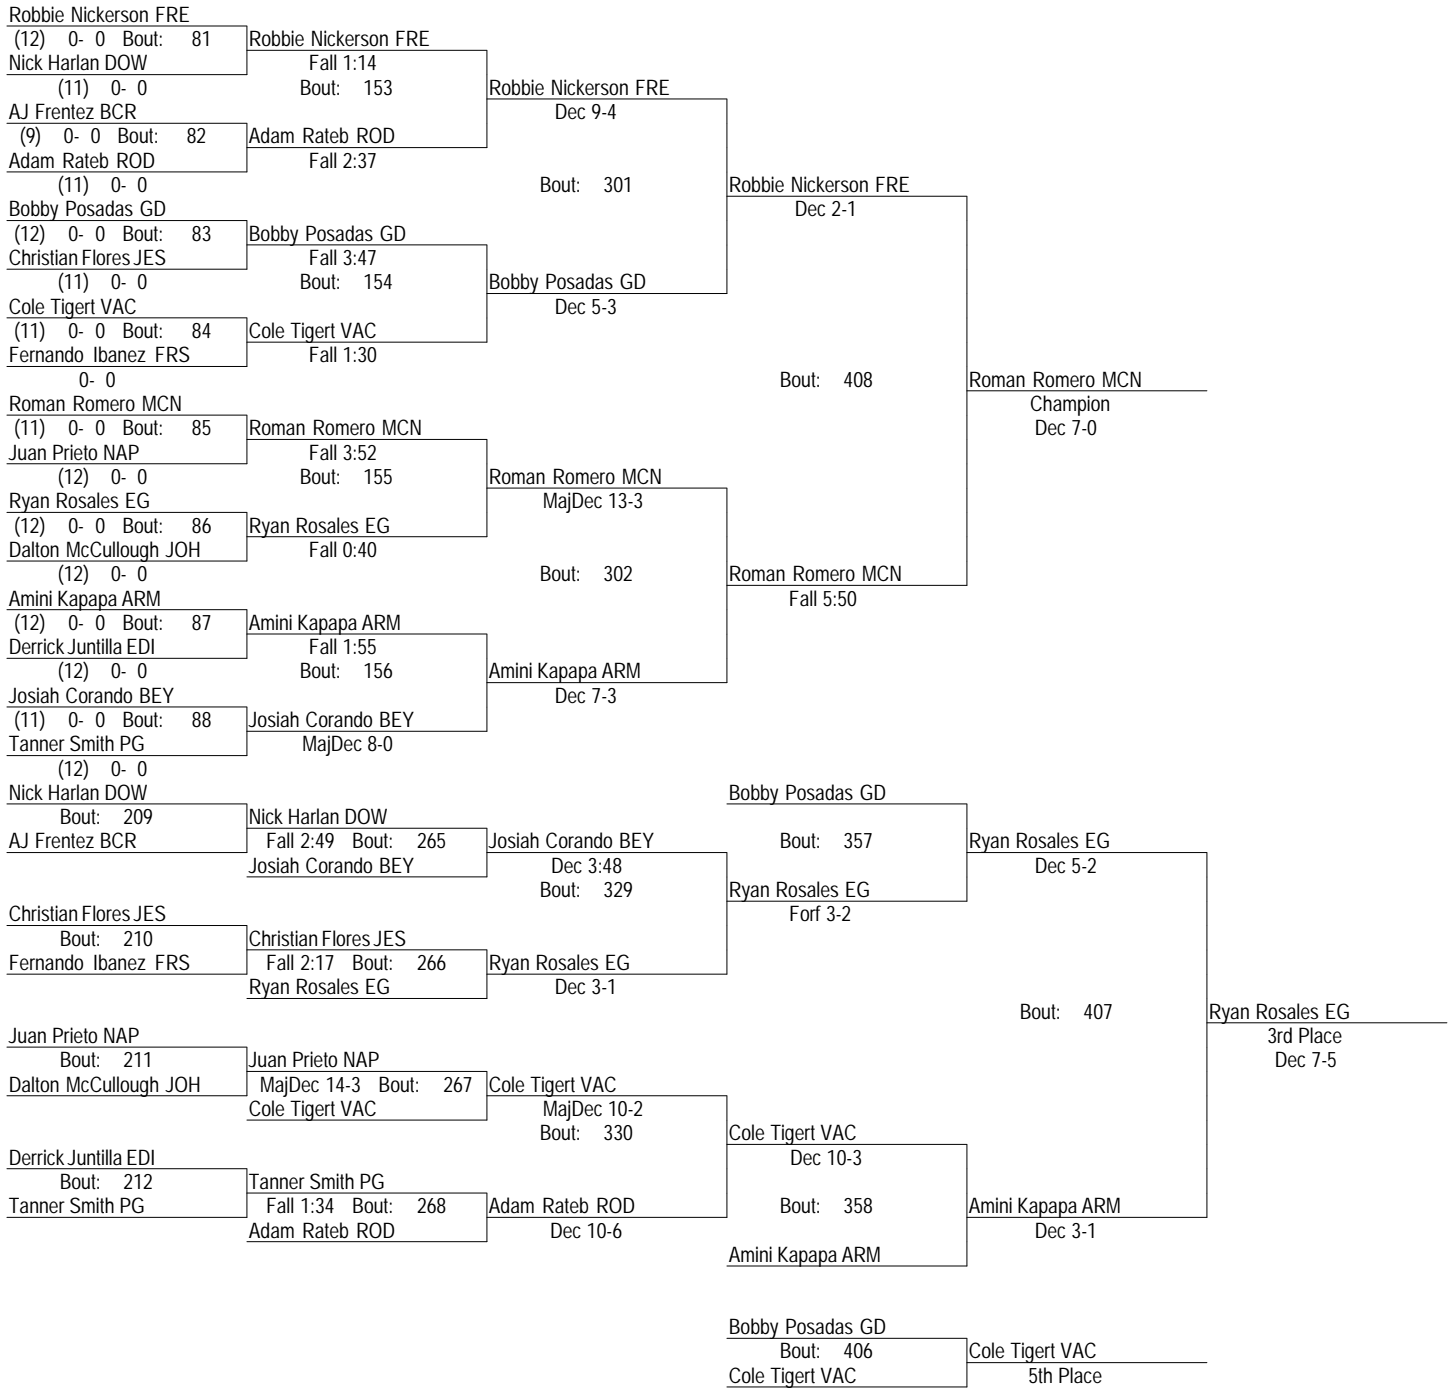 Robbie Nickerson FRE
(12) 0- 0 Bout: 81 Robbie Nickerson FRE
Nick Harlan DOW Fall 1:14
(11) 0- 0 Bout: 153 Robbie Nickerson FRE
AJ Frentez BCR Dec 9-4
(9) 0- 0 Bout: 82 Adam Rateb ROD
Adam Rateb ROD Fall 2:37
(11) 0- 0 Bout: 301 Robbie Nickerson FRE
Bobby Posadas GD Dec 2-1
(12) 0- 0 Bout: 83 Bobby Posadas GD
Christian Flores JES Fall 3:47
(11) 0- 0 Bout: 154 Bobby Posadas GD
Cole Tigert VAC Dec 5-3
(11) 0- 0 Bout: 84 Cole Tigert VAC
Fernando Ibanez FRS Fall 1:30
0- 0 Bout: 408 Roman Romero MCN
Roman Romero MCN Champion
(11) 0- 0 Bout: 85 Roman Romero MCN Dec 7-0
Juan Prieto NAP Fall 3:52
(12) 0- 0 Bout: 155 Roman Romero MCN
Ryan Rosales EG MajDec 13-3
(12) 0- 0 Bout: 86 Ryan Rosales EG
Dalton McCullough JOH Fall 0:40
(12) 0- 0 Bout: 302 Roman Romero MCN
Amini Kapapa ARM Fall 5:50
(12) 0- 0 Bout: 87 Amini Kapapa ARM
Derrick Juntilla EDI Fall 1:55
(12) 0- 0 Bout: 156 Amini Kapapa ARM
Josiah Corando BEY Dec 7-3
(11) 0- 0 Bout: 88 Josiah Corando BEY
Tanner Smith PG MajDec 8-0
(12) 0- 0
Nick Harlan DOW Bobby Posadas GD
Bout: 209 Nick Harlan DOW
AJ Frentez BCR Fall 2:49 Bout: 265 Josiah Corando BEY Bout: 357 Ryan Rosales EG
Josiah Corando BEY Dec 3:48 Dec 5-2
Bout: 329 Ryan Rosales EG
Christian Flores JES Forf 3-2
Bout: 210 Christian Flores JES
Fernando Ibanez FRS Fall 2:17 Bout: 266 Ryan Rosales EG
Ryan Rosales EG Dec 3-1
Bout: 407 Ryan Rosales EG
Juan Prieto NAP 3rd Place
Bout: 211 Juan Prieto NAP Dec 7-5
Dalton McCullough JOH MajDec 14-3 Bout: 267 Cole Tigert VAC
Cole Tigert VAC MajDec 10-2
Bout: 330 Cole Tigert VAC
Derrick Juntilla EDI Dec 10-3
Bout: 212 Tanner Smith PG
Tanner Smith PG Fall 1:34 Bout: 268 Adam Rateb ROD Bout: 358 Amini Kapapa ARM
Adam Rateb ROD Dec 10-6 Dec 3-1
Amini Kapapa ARM
Bobby Posadas GD
Bout: 406 Cole Tigert VAC
Cole Tigert VAC 5th Place